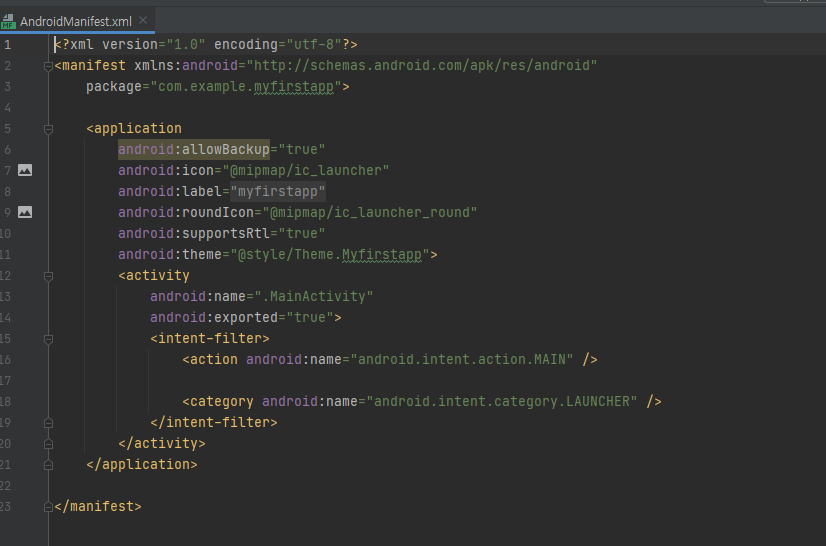 AndroidManifest.xml
1 <?xml version="1.0" encoding="utf-8"?>
2 <manifest xmlns:android="http://schemas.android.com/apk/res/android"
3     package="com.example.myfirstapp">
4
5     <application
6         android:allowBackup="true"
7         android:icon="@mipmap/ic_launcher"
8         android:label="myfirstapp"
9         android:roundIcon="@mipmap/ic_launcher_round"
10         android:supportsRtl="true"
11         android:theme="@style/Theme.Myfirstapp">
12         <activity
13             android:name=".MainActivity"
14             android:exported="true">
15             <intent-filter>
16                 <action android:name="android.intent.action.MAIN" />
17
18                 <category android:name="android.intent.category.LAUNCHER" />
19             </intent-filter>
20         </activity>
21     </application>
22
23 </manifest>